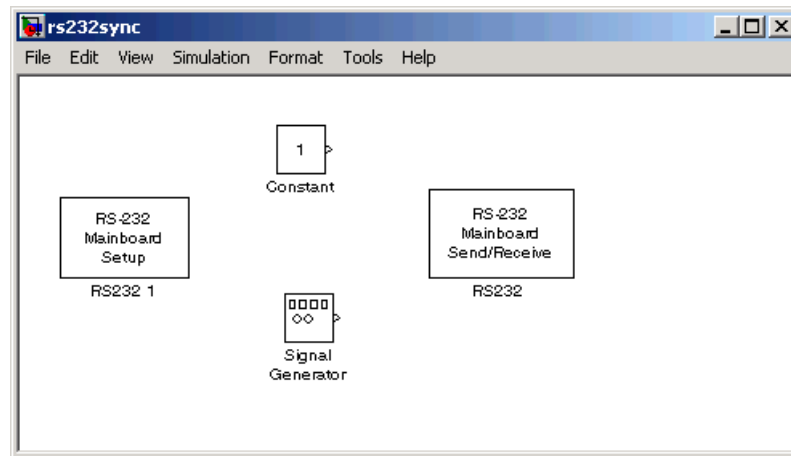 rs232sync
File Edit View Simulation Format Tools Help
1
Constant
RS-232
Mainboard
Setup
RS232 1
RS-232
Mainboard
Send/Receive
RS232
Signal
Generator